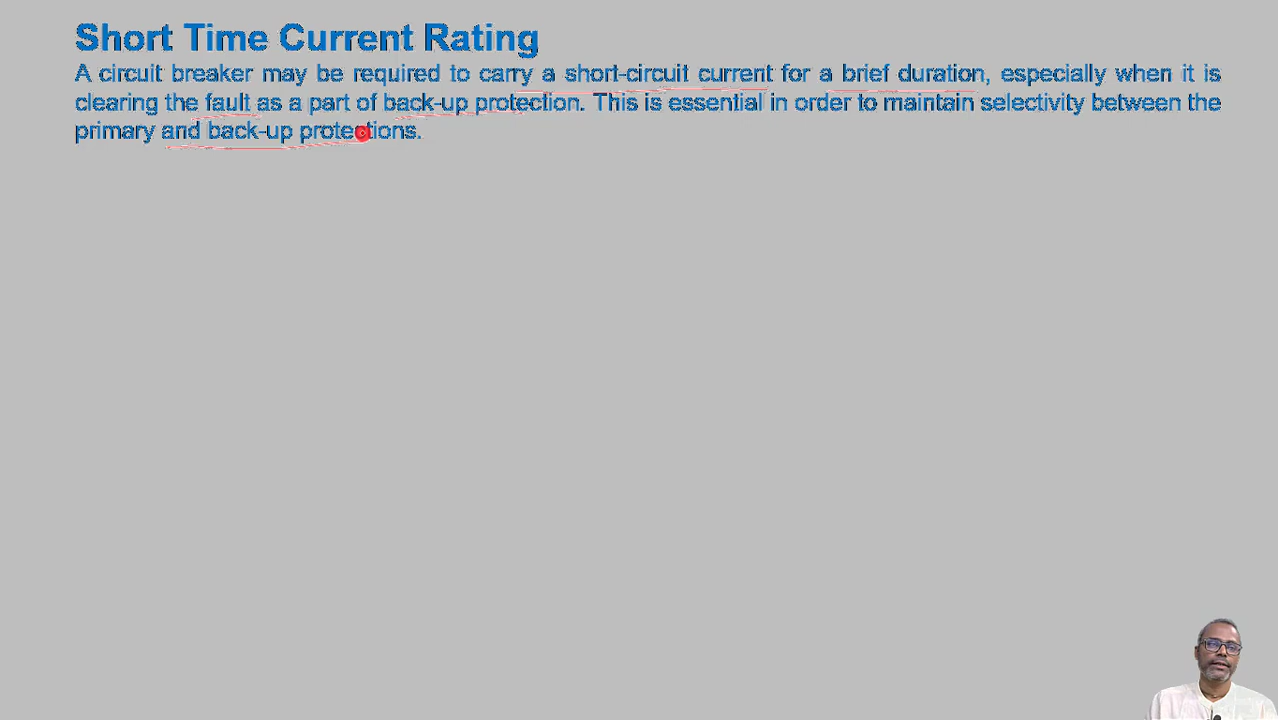 Short Time Current Rating
A circuit breaker may be required to carry a short-circuit current for a brief duration, especially when it is
clearing the fault as a part of back-up protection. This is essential in order to maintain selectivity between the
primary and back-up protections.